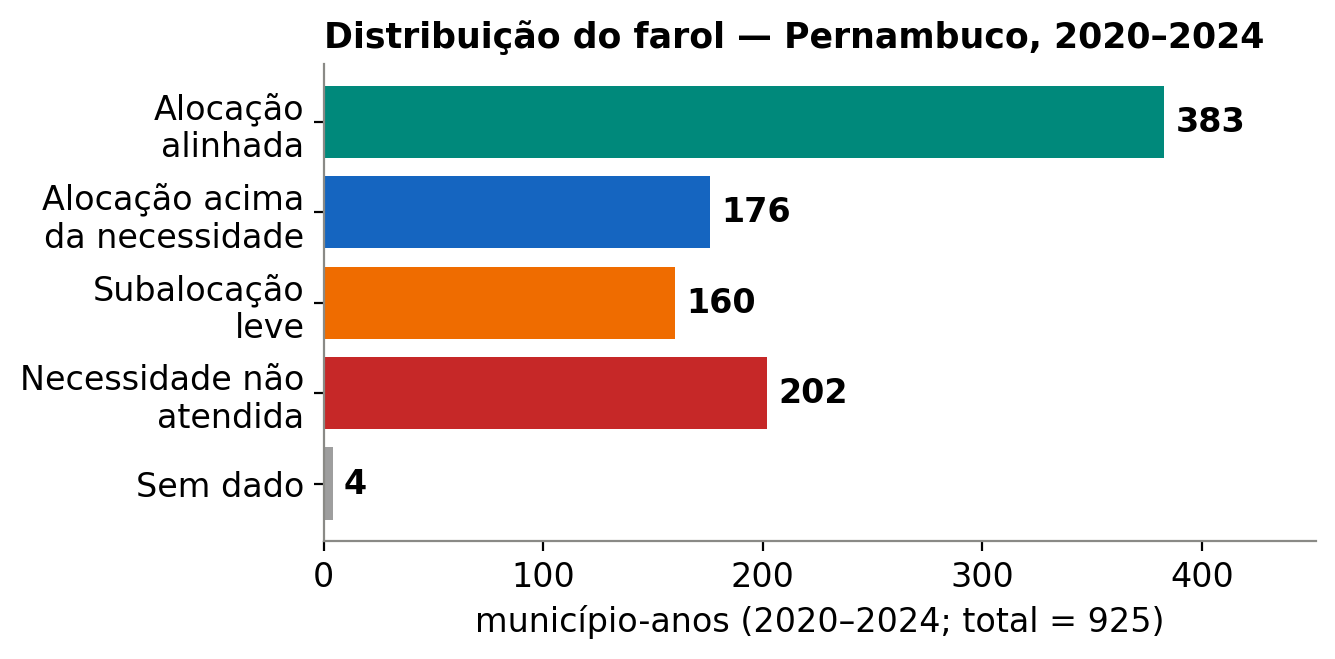 Distribuição do farol — Pernambuco, 2020–2024
Alocação
alinhada
383
Alocação acima
da necessidade
176
Subalocação
leve
160
Necessidade não
atendida
202
Sem dado
4
0 100 200 300 400
município-anos (2020–2024; total = 925)